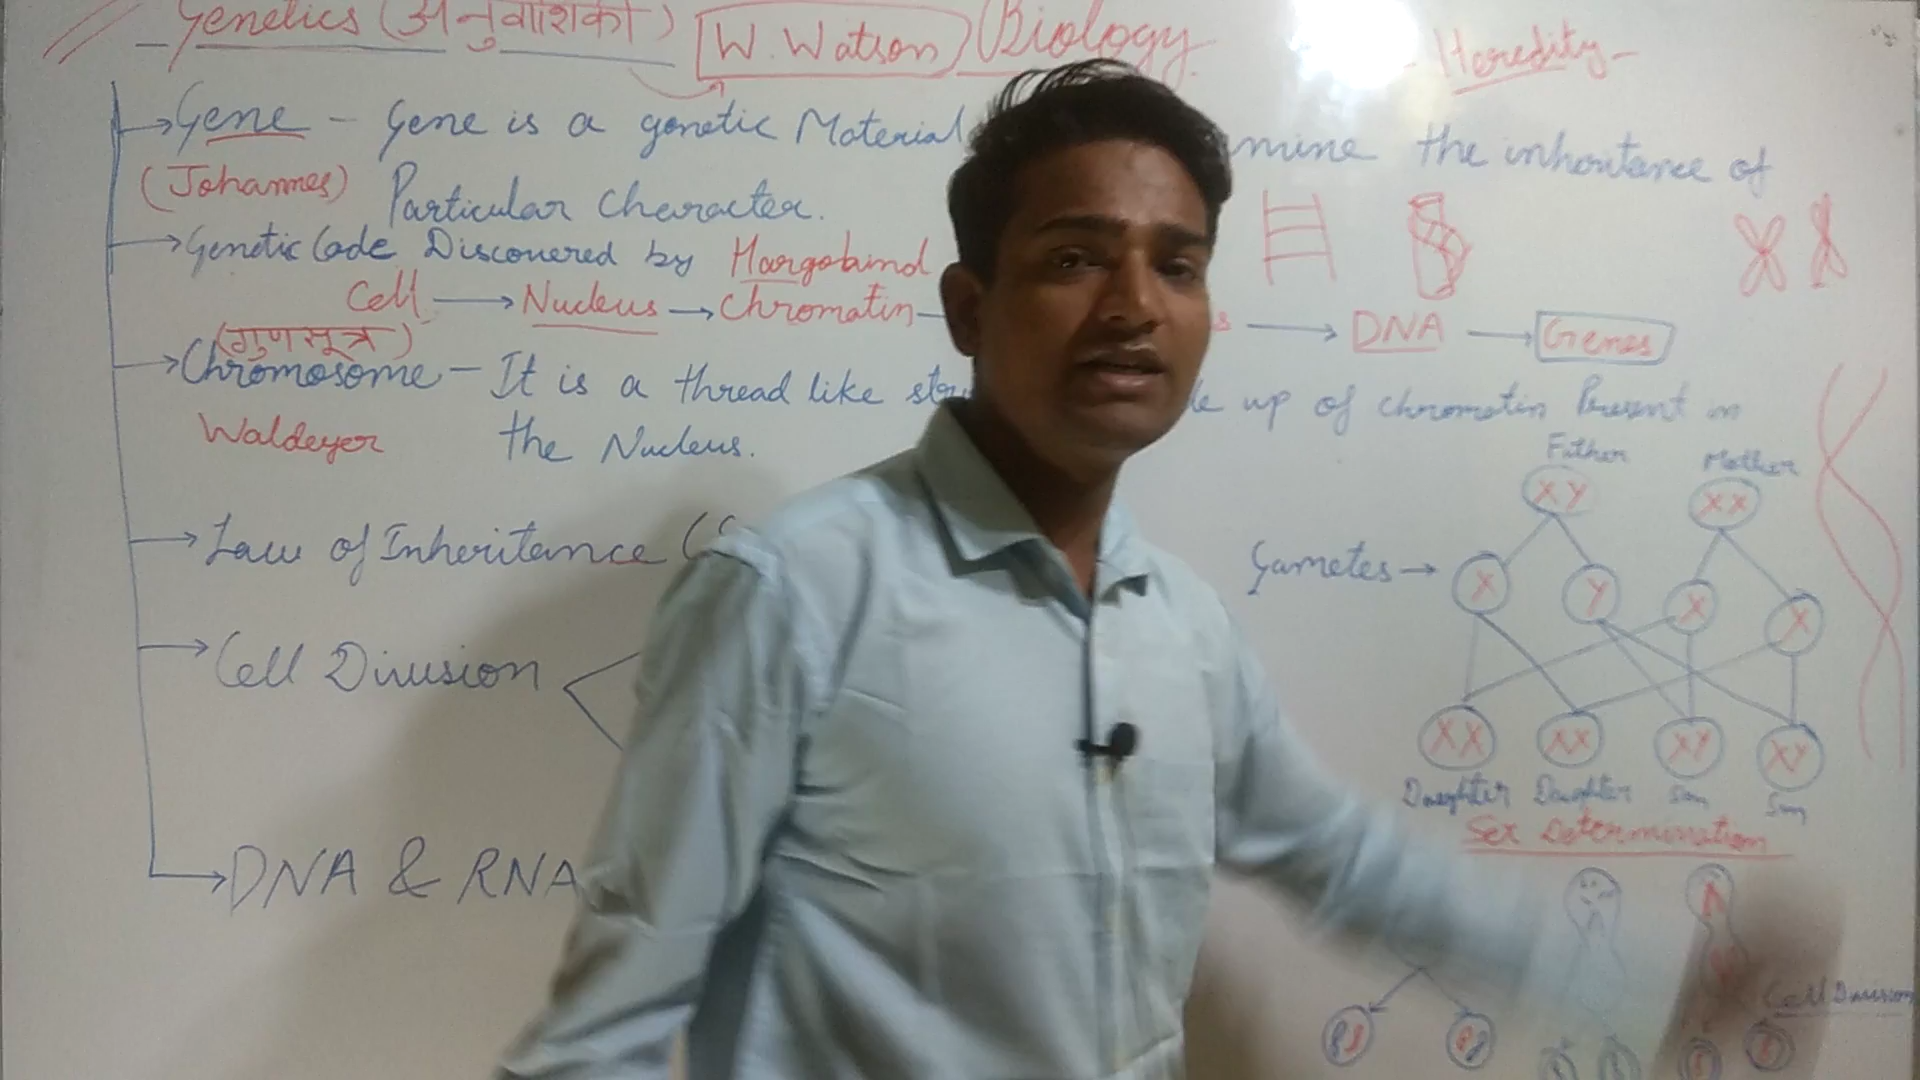 Genetics (अनुवांशिकी) W. Watson Biology
Heredity
Gene - Gene is a genetic Material mine the inheritance of
(Johannes) Particular Character.
Genetic Code Discovered by Hargobind
Cell → Nucleus → Chromatin s → DNA → Genes
(गुणसूत्र)
Chromosome - It is a thread like up of chromatin Present in
Waldeyer the Nucleus.
Father Mother
XY XX
Law of Inheritance (
Gametes →
X Y X X
Cell Division
XX XX XY XY
Daughter Daughter Son Son
Sex Determination
DNA & RNA
Cell Division